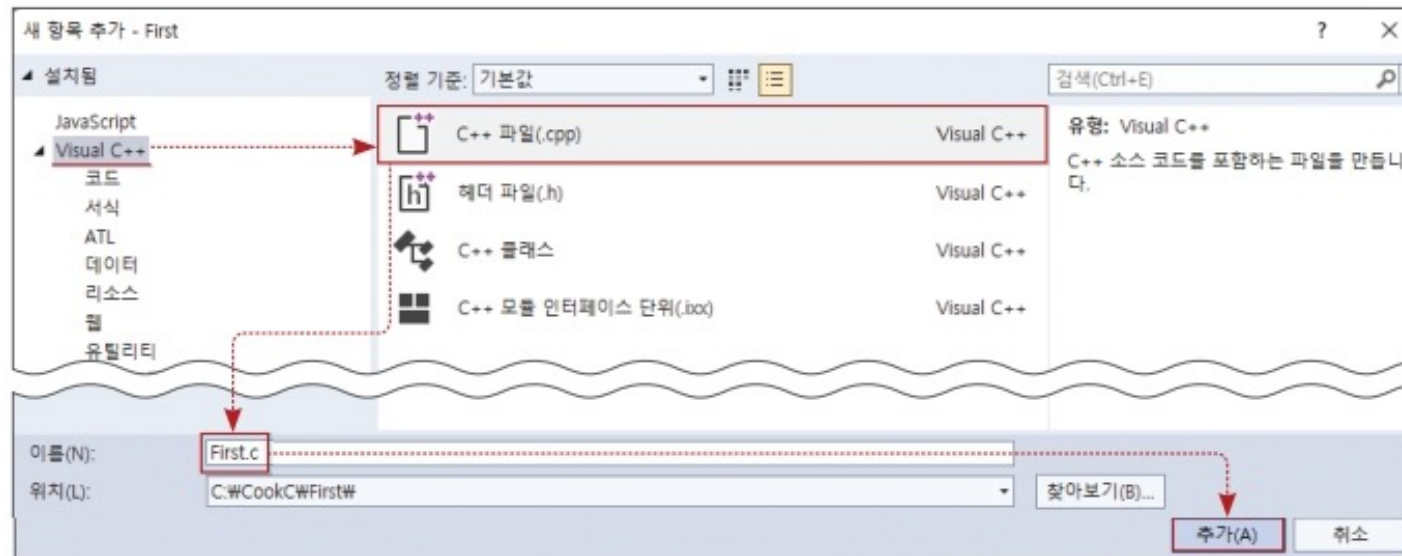 새 항목 추가 - First
? ×
설치됨
정렬 기준: 기본값
검색(Ctrl+E)
JavaScript
Visual C++
코드
서식
ATL
데이터
리소스
웹
유틸리티
C++ 파일(.cpp) Visual C++
헤더 파일(.h) Visual C++
C++ 클래스 Visual C++
C++ 모듈 인터페이스 단위(.ixx) Visual C++
유형: Visual C++
C++ 소스 코드를 포함하는 파일을 만듭니
다.
이름(N): First.c
위치(L): C:₩CookC₩First₩
찾아보기(B)...
추가(A) 취소